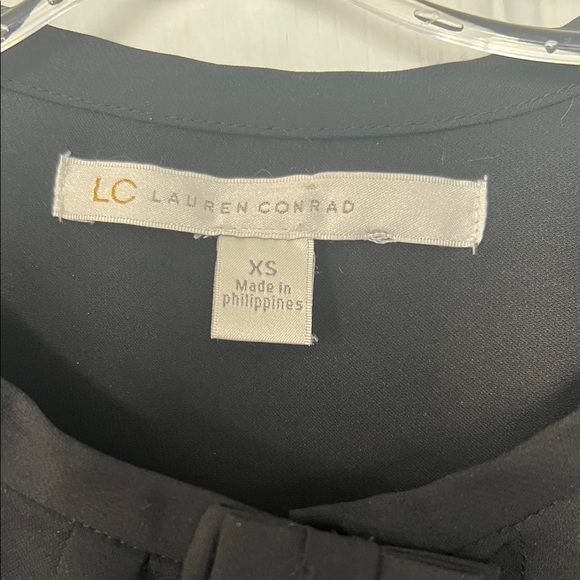 LC LAUREN CONRAD
XS
Made in
philippines